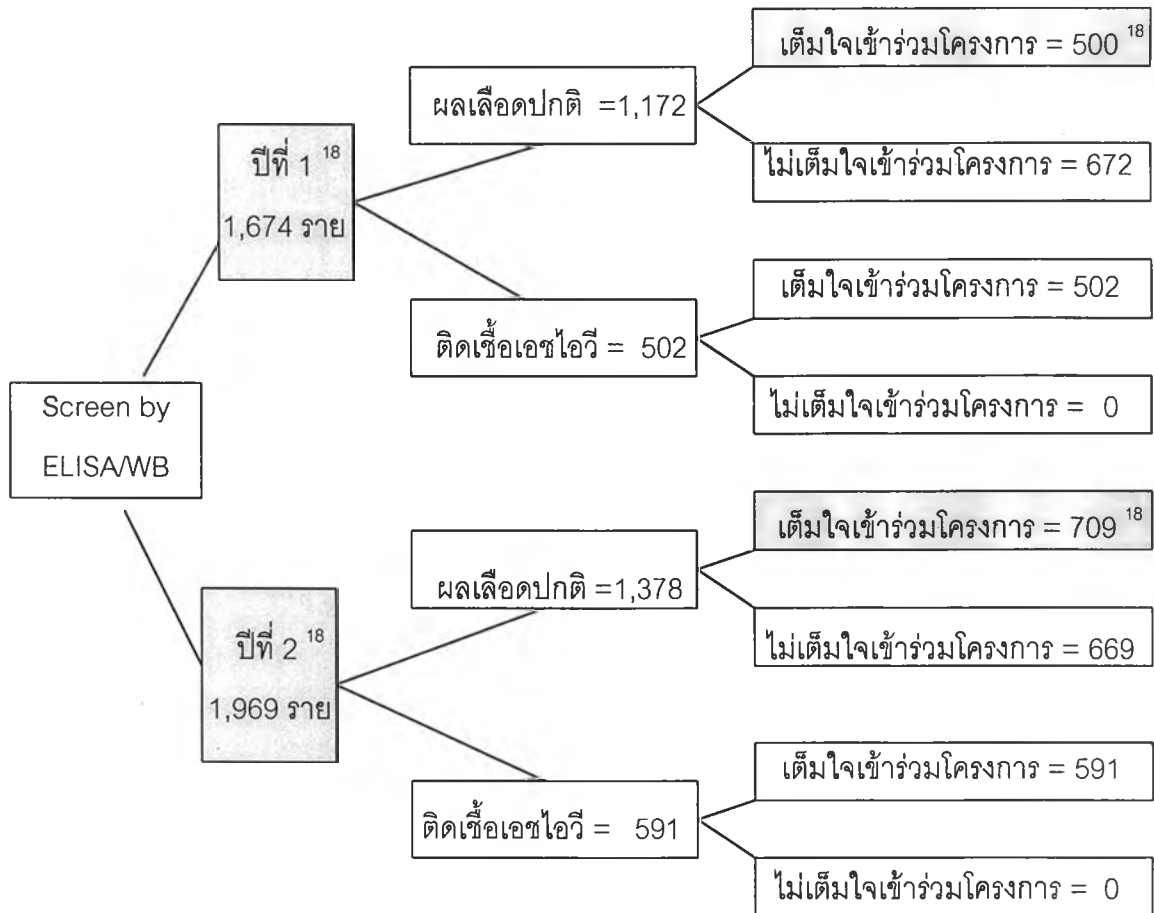 เต็มใจเข้าร่วมโครงการ = 500 18
ผลเลือดปกติ =1,172
ปีที่ 1 18
1,674 ราย
ไม่เต็มใจเข้าร่วมโครงการ = 672
เต็มใจเข้าร่วมโครงการ = 502
ติดเชื้อเอชไอวี = 502
ไม่เต็มใจเข้าร่วมโครงการ = 0
Screen by
ELISA/WB
เต็มใจเข้าร่วมโครงการ = 709 18
ผลเลือดปกติ =1,378
ปีที่ 2 18
1,969 ราย
ไม่เต็มใจเข้าร่วมโครงการ = 669
เต็มใจเข้าร่วมโครงการ = 591
ติดเชื้อเอชไอวี = 591
ไม่เต็มใจเข้าร่วมโครงการ = 0